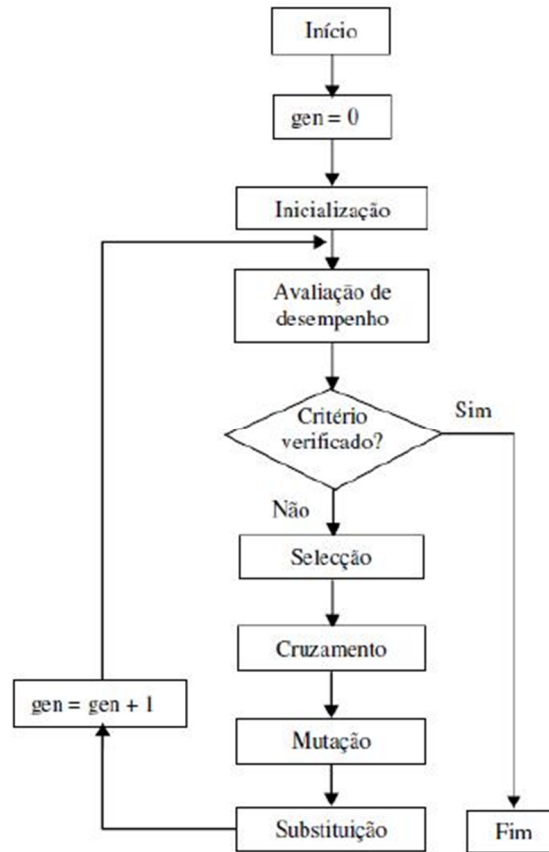 Início
gen = 0
Inicialização
Avaliação de
desempenho
Critério
verificado?
Sim
Não
Selecção
Cruzamento
gen = gen + 1
Mutação
Substituição
Fim